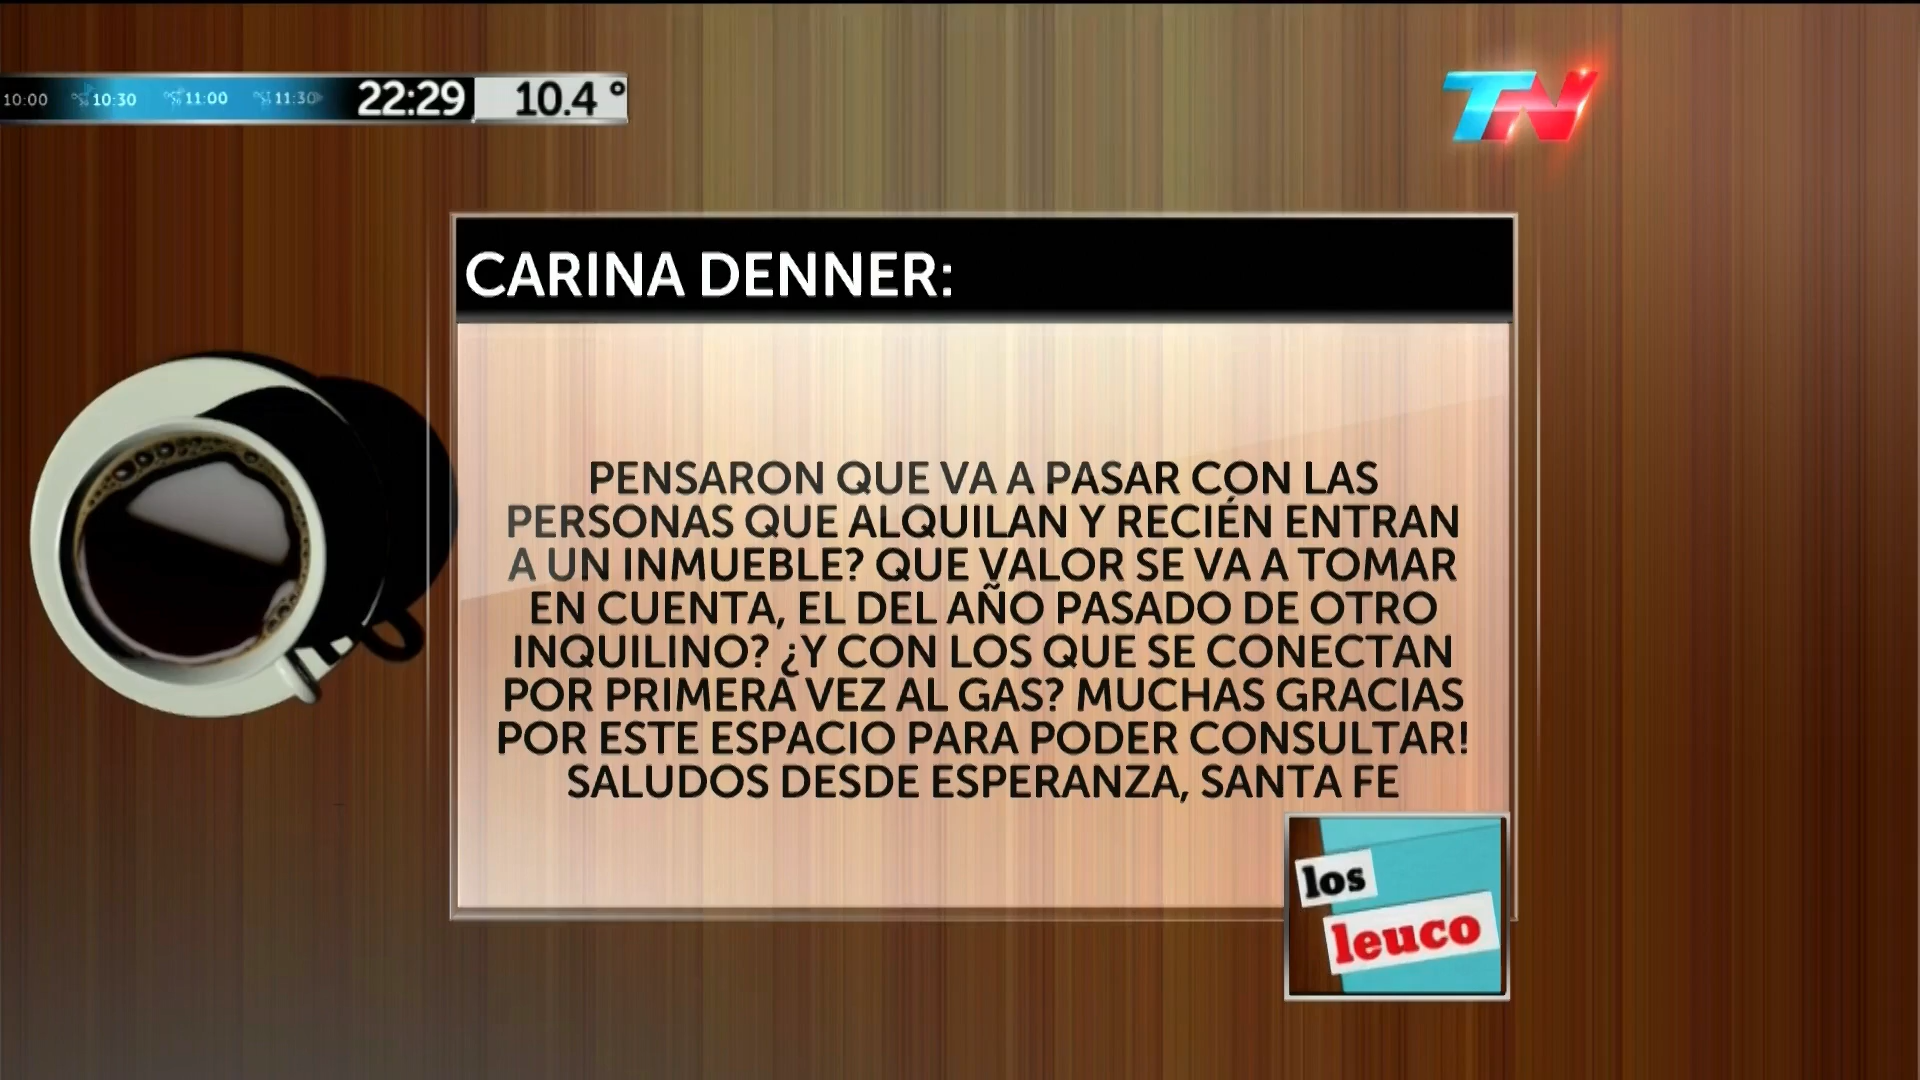 10:00 10:30 11:00 11:30 22:29 10.4 °
TN
CARINA DENNER:
PENSARON QUE VA A PASAR CON LAS
PERSONAS QUE ALQUILAN Y RECIÉN ENTRAN
A UN INMUEBLE? QUE VALOR SE VA A TOMAR
EN CUENTA, EL DEL AÑO PASADO DE OTRO
INQUILINO? ¿Y CON LOS QUE SE CONECTAN
POR PRIMERA VEZ AL GAS? MUCHAS GRACIAS
POR ESTE ESPACIO PARA PODER CONSULTAR!
SALUDOS DESDE ESPERANZA, SANTA FE
los
leuco